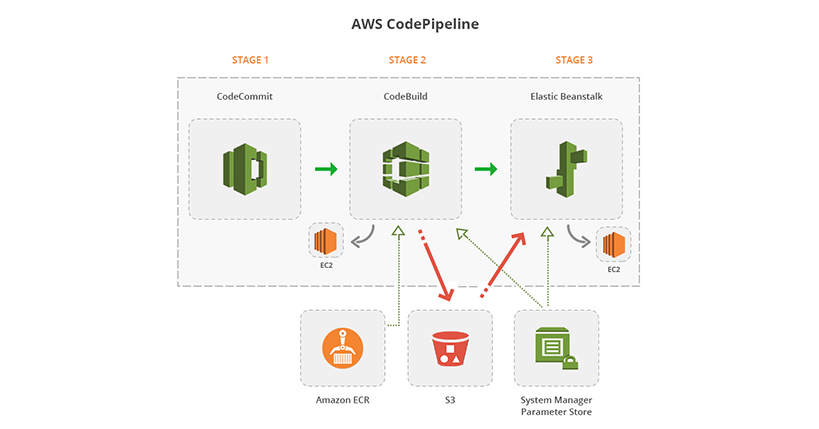 AWS CodePipeline
STAGE 1
STAGE 2
STAGE 3
CodeCommit
CodeBuild
Elastic Beanstalk
EC2
EC2
Amazon ECR
S3
System Manager
Parameter Store